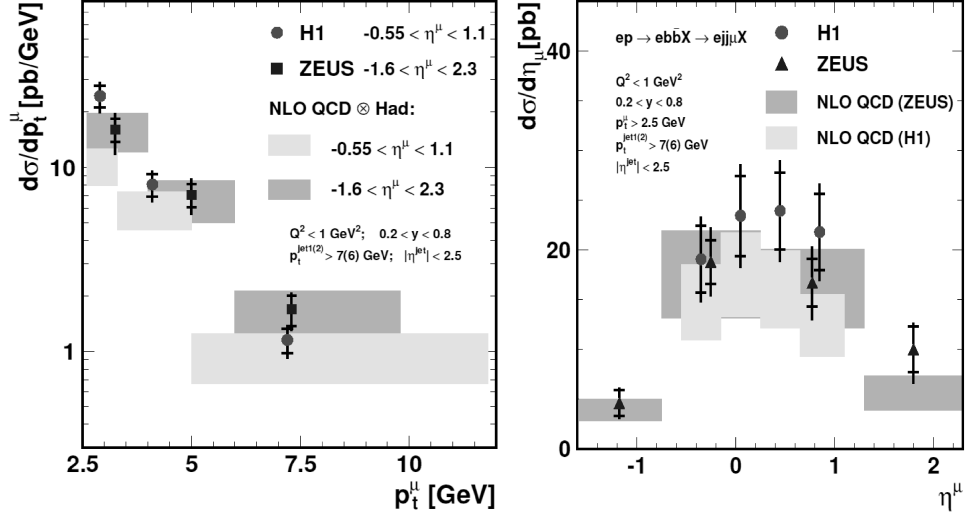 dσ/dp_t^μ [pb/GeV]
10
1
2.5 5 7.5 10
p_t^μ [GeV]
H1 -0.55 < η^μ < 1.1
ZEUS -1.6 < η^μ < 2.3
NLO QCD ⊗ Had:
-0.55 < η^μ < 1.1
-1.6 < η^μ < 2.3
Q² < 1 GeV²; 0.2 < y < 0.8
p_t^jet1(2) > 7(6) GeV; |η^jet| < 2.5
dσ/dη_μ [pb]
40
20
0
-1 0 1 2
η^μ
ep → ebb̄X → ejjμX
Q² < 1 GeV²
0.2 < y < 0.8
p_t^μ > 2.5 GeV
p_t^jet1(2) > 7(6) GeV
|η^jet| < 2.5
H1
ZEUS
NLO QCD (ZEUS)
NLO QCD (H1)